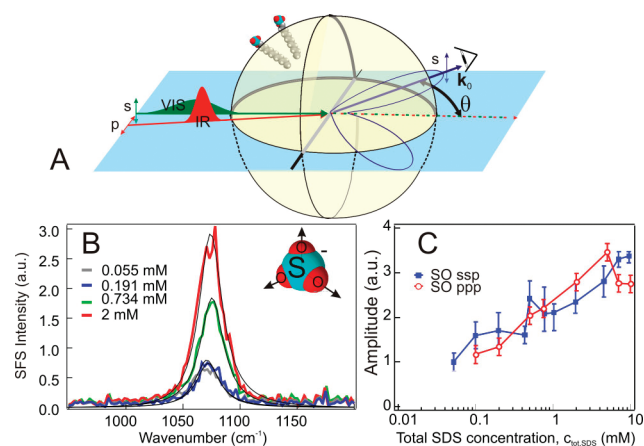 s
k₀
θ
s
VIS
p
IR
A
B
SFS Intensity (a.u.)
3.0
2.5
2.0
1.5
1.0
0.5
0.0
0.055 mM
0.191 mM
0.734 mM
2 mM
S
O
O
O
-
1000
1050
1100
1150
Wavenumber (cm⁻¹)
C
Amplitude (a.u.)
4
3
2
1
0
SO ssp
SO ppp
0.01
0.1
1
10
Total SDS concentration, c_tot.SDS (mM)